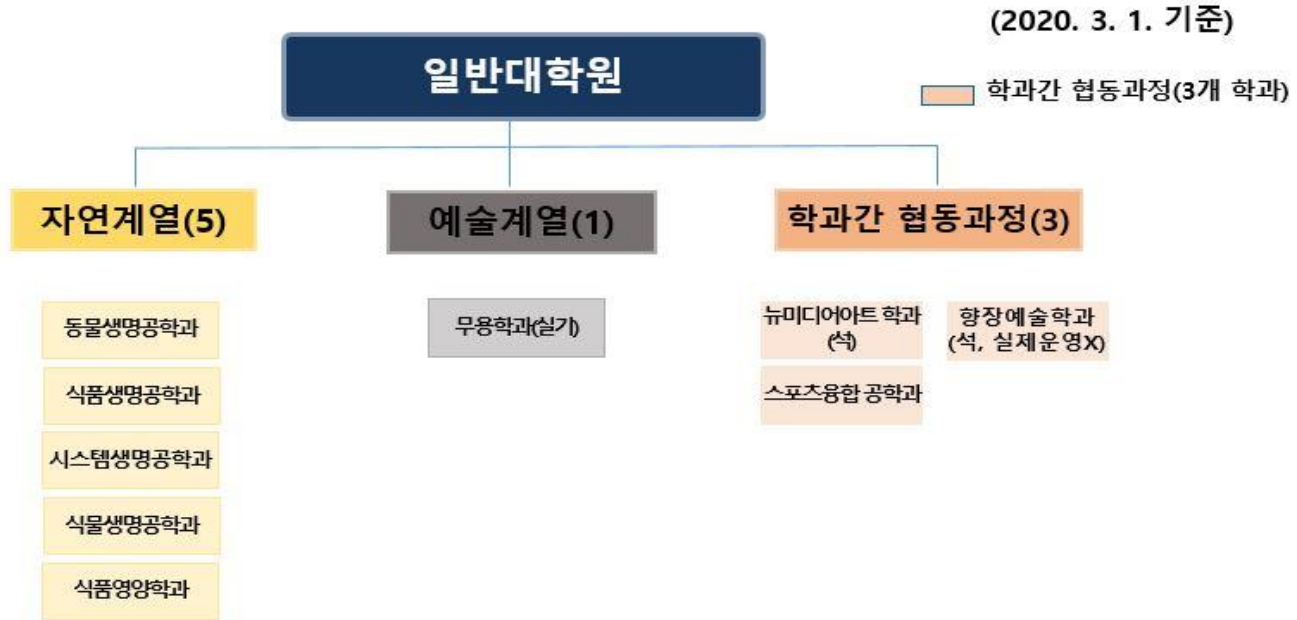 (2020. 3. 1. 기준)
일반대학원
학과간 협동과정(3개 학과)
자연계열(5)
예술계열(1)
학과간 협동과정(3)
동물생명공학과
식품생명공학과
시스템생명공학과
식물생명공학과
식품영양학과
무용학과(실기)
뉴미디어아트 학과
(석)
스포츠융합 공학과
향장예술학과
(석, 실제운영X)